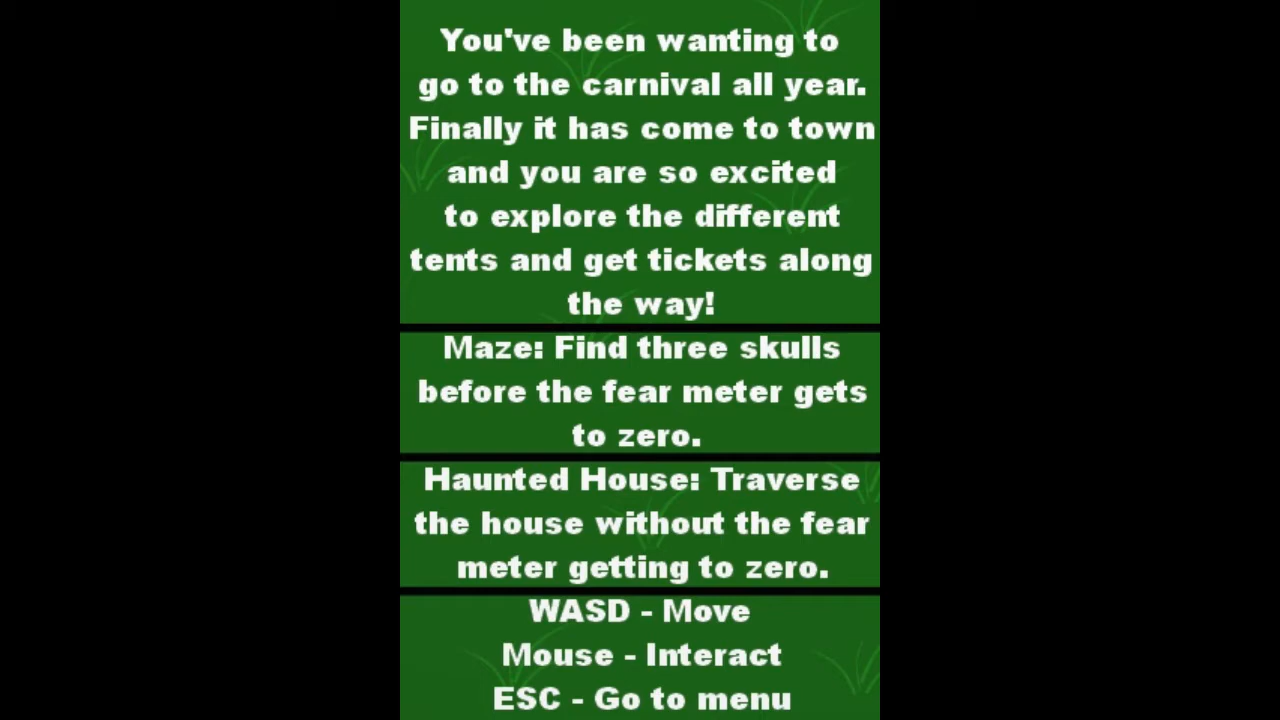 You've been wanting to
go to the carnival all year.
Finally it has come to town
and you are so excited
to explore the different
tents and get tickets along
the way!
Maze: Find three skulls
before the fear meter gets
to zero.
Haunted House: Traverse
the house without the fear
meter getting to zero.
WASD - Move
Mouse - Interact
ESC - Go to menu